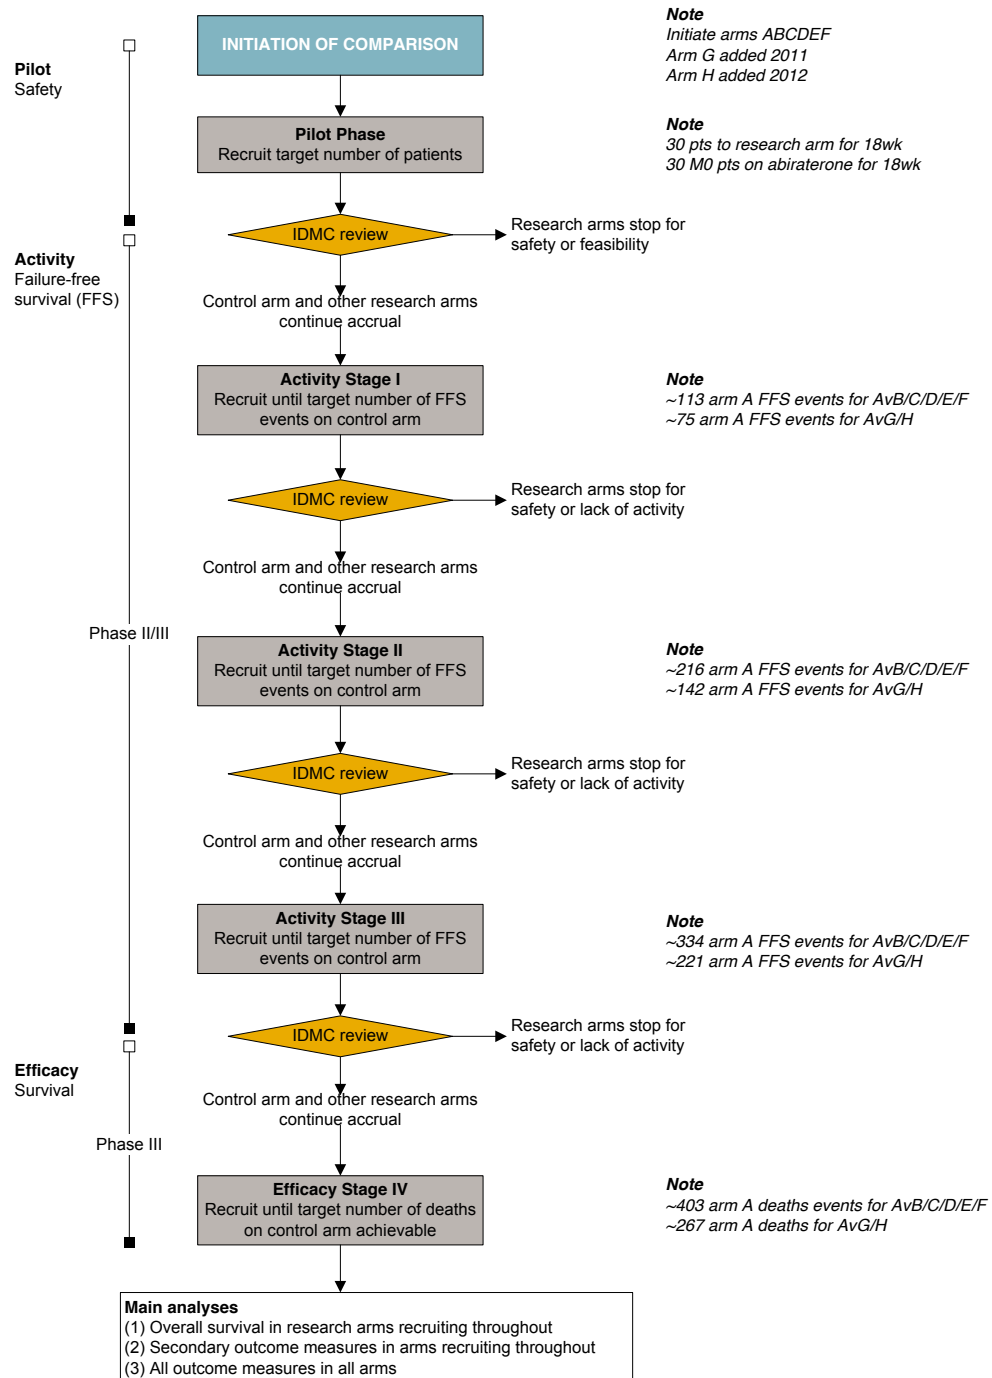 INITIATION OF COMPARISON
Note
Initiate arms ABCDEF
Arm G added 2011
Arm H added 2012
Pilot
Safety
Pilot Phase
Recruit target number of patients
Note
30 pts to research arm for 18wk
30 M0 pts on abiraterone for 18wk
IDMC review
Research arms stop for
safety or feasibility
Activity
Failure-free
survival (FFS)
Control arm and other research arms
continue accrual
Activity Stage I
Recruit until target number of FFS
events on control arm
Note
~113 arm A FFS events for AvB/C/D/E/F
~75 arm A FFS events for AvG/H
IDMC review
Research arms stop for
safety or lack of activity
Control arm and other research arms
continue accrual
Phase II/III
Activity Stage II
Recruit until target number of FFS
events on control arm
Note
~216 arm A FFS events for AvB/C/D/E/F
~142 arm A FFS events for AvG/H
IDMC review
Research arms stop for
safety or lack of activity
Control arm and other research arms
continue accrual
Activity Stage III
Recruit until target number of FFS
events on control arm
Note
~334 arm A FFS events for AvB/C/D/E/F
~221 arm A FFS events for AvG/H
IDMC review
Research arms stop for
safety or lack of activity
Efficacy
Survival
Control arm and other research arms
continue accrual
Phase III
Efficacy Stage IV
Recruit until target number of deaths
on control arm achievable
Note
~403 arm A deaths events for AvB/C/D/E/F
~267 arm A deaths for AvG/H
Main analyses
(1) Overall survival in research arms recruiting throughout
(2) Secondary outcome measures in arms recruiting throughout
(3) All outcome measures in all arms